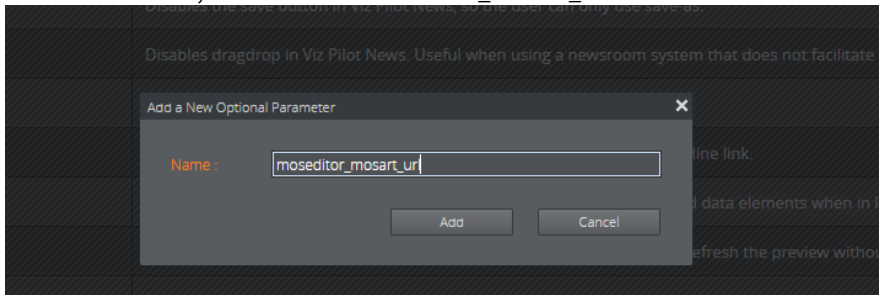 Disables the save button in Viz Pilot News, so the user can only use save-as.
Disables dragdrop in Viz Pilot News. Useful when using a newsroom system that does not facilitate
Add a New Optional Parameter
line link.
Name :
moseditor_mosart_url
d data elements when in l
Add
Cancel
efresh the preview withou